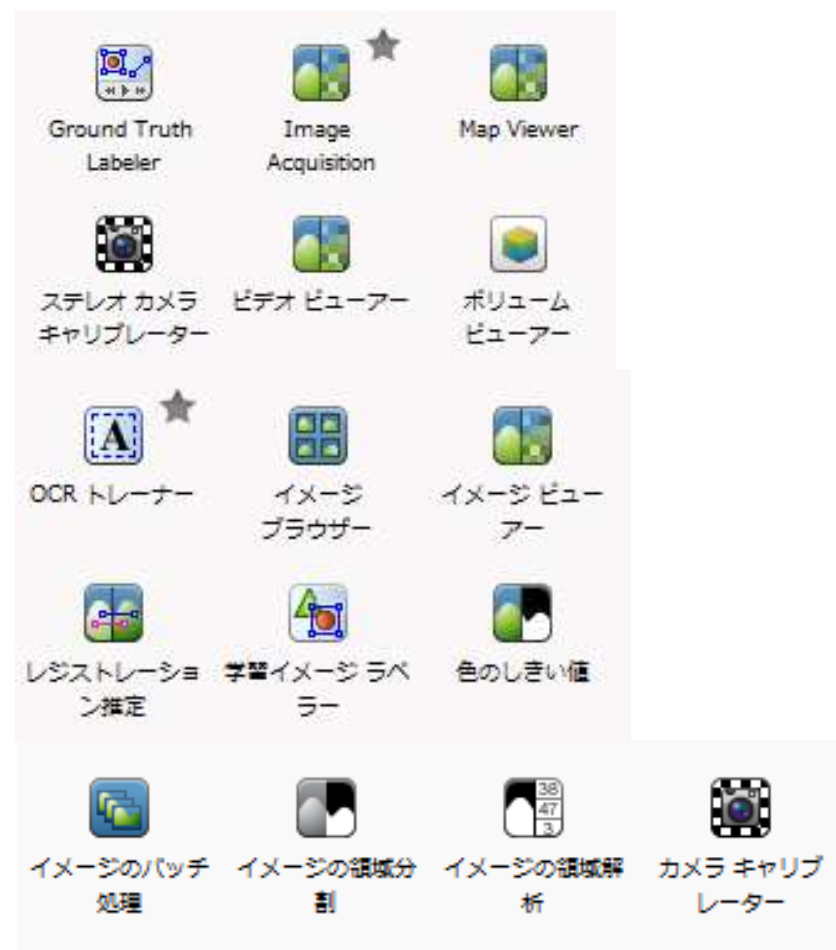 Ground Truth Image Map Viewer
Labeler Acquisition
ステレオ カメラ ビデオ ビューアー ボリューム
キャリブレーター ビューアー
A
OCR トレーナー イメージ イメージ ビュー
ブラウザー アー
レジストレーショ 学習イメージ ラベ 色のしきい値
ン推定 ラー
38
47
3
イメージのバッチ イメージの領域分 イメージの領域解 カメラ キャリブ
処理 割 析 レーター